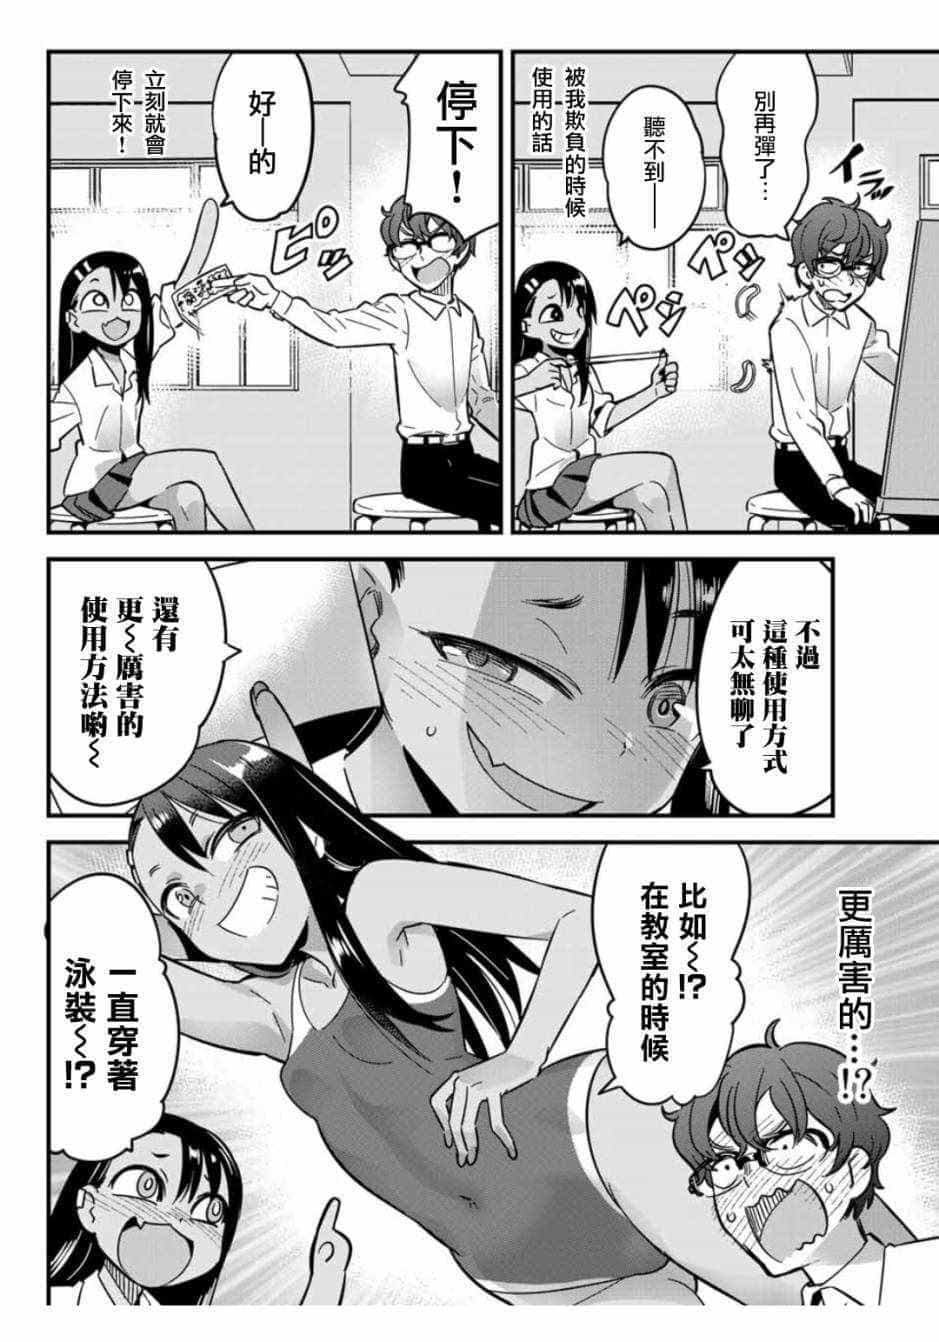 別再彈了…
イラッ
聽不到──
被我欺負的時候
使用的話
ペシ
ペシッ
停下！
好─的
立刻就會
停下來！
ピッ
不過
這種使用方式
可太無聊了
還有
更～厲害的
使用方法喲～
更厲害的…!?
比如～!?
在教室的時候
一直穿著
泳裝～!?